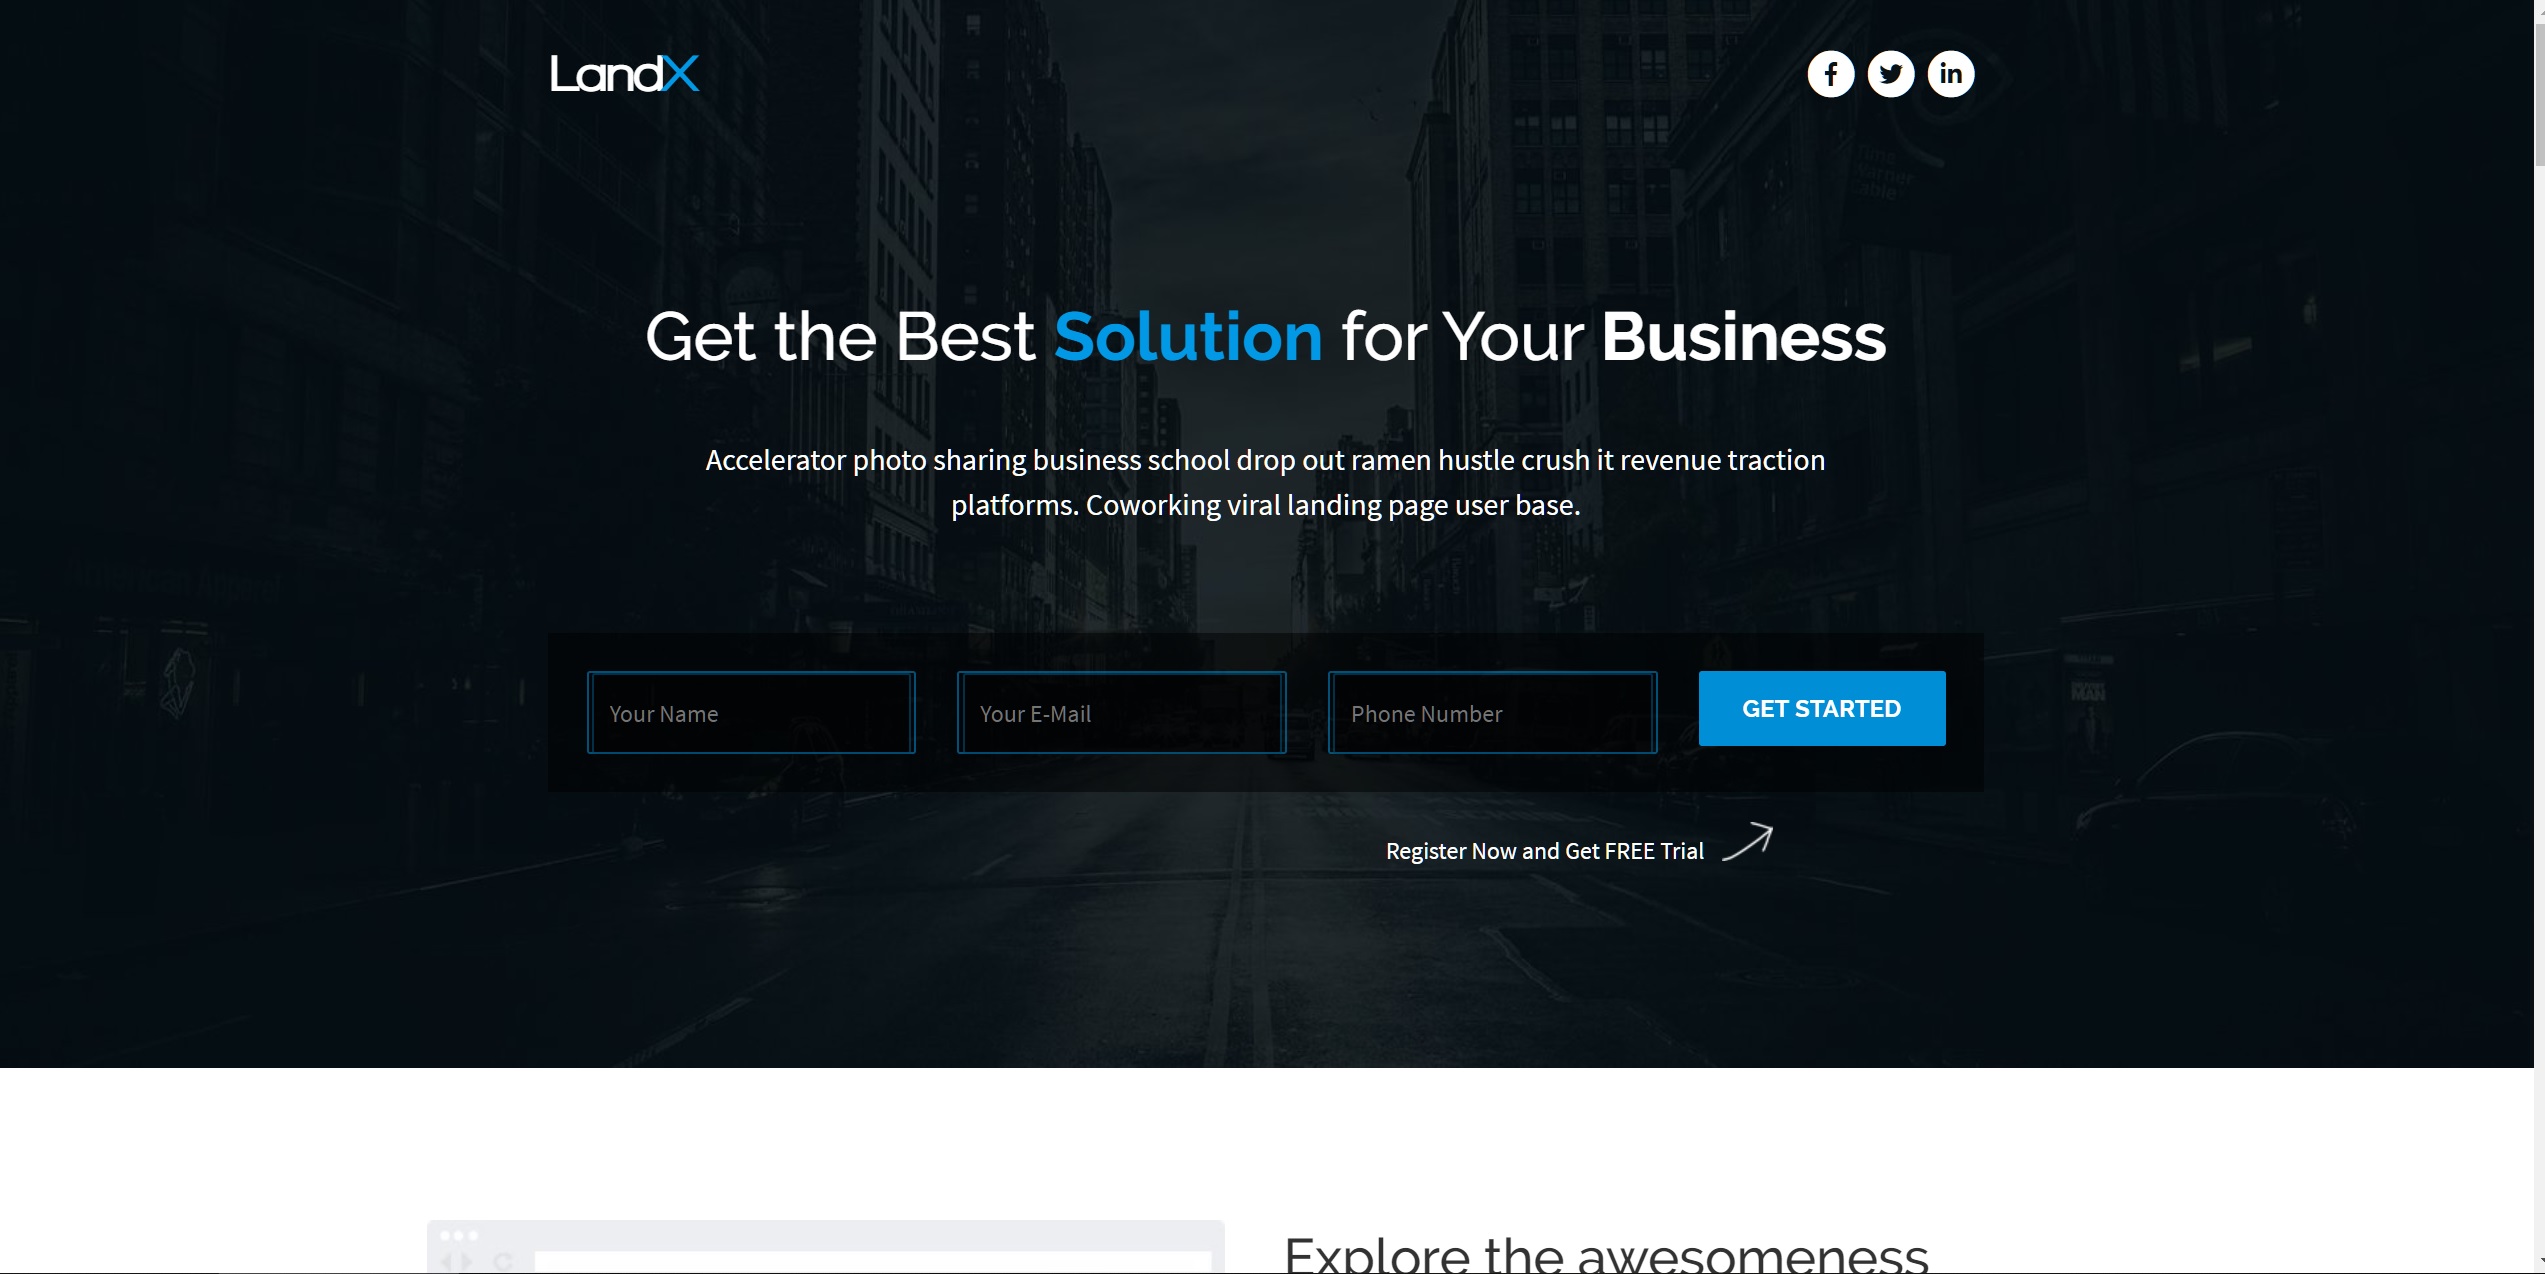 LandX
Get the Best Solution for Your Business
Accelerator photo sharing business school drop out ramen hustle crush it revenue traction
platforms. Coworking viral landing page user base.
Your Name
Your E-Mail
Phone Number
GET STARTED
Register Now and Get FREE Trial
Explore the awesomeness